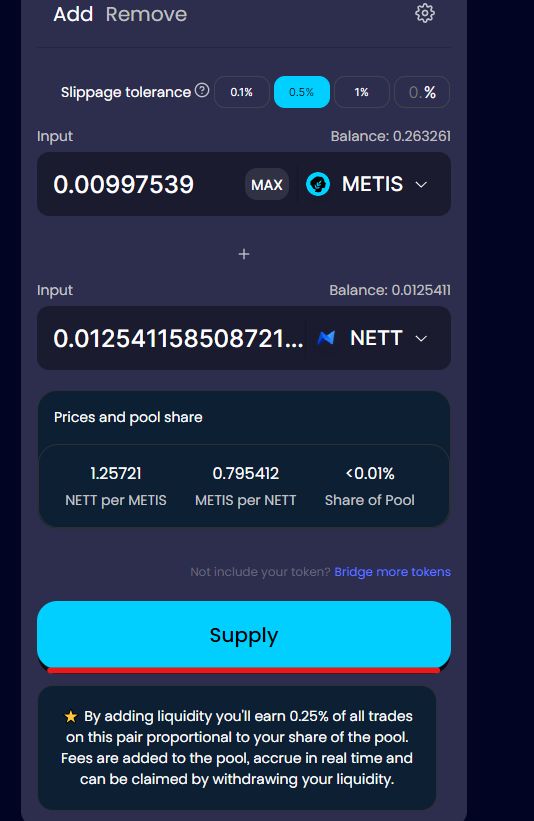 Add Remove
Slippage tolerance ? 0.1% 0.5% 1% 0. %
Input Balance: 0.263261
0.00997539 MAX METIS
+
Input Balance: 0.0125411
0.012541158508721... NETT
Prices and pool share
1.25721 0.795412 <0.01%
NETT per METIS METIS per NETT Share of Pool
Not include your token? Bridge more tokens
Supply
⭐ By adding liquidity you'll earn 0.25% of all trades
on this pair proportional to your share of the pool.
Fees are added to the pool, accrue in real time and
can be claimed by withdrawing your liquidity.